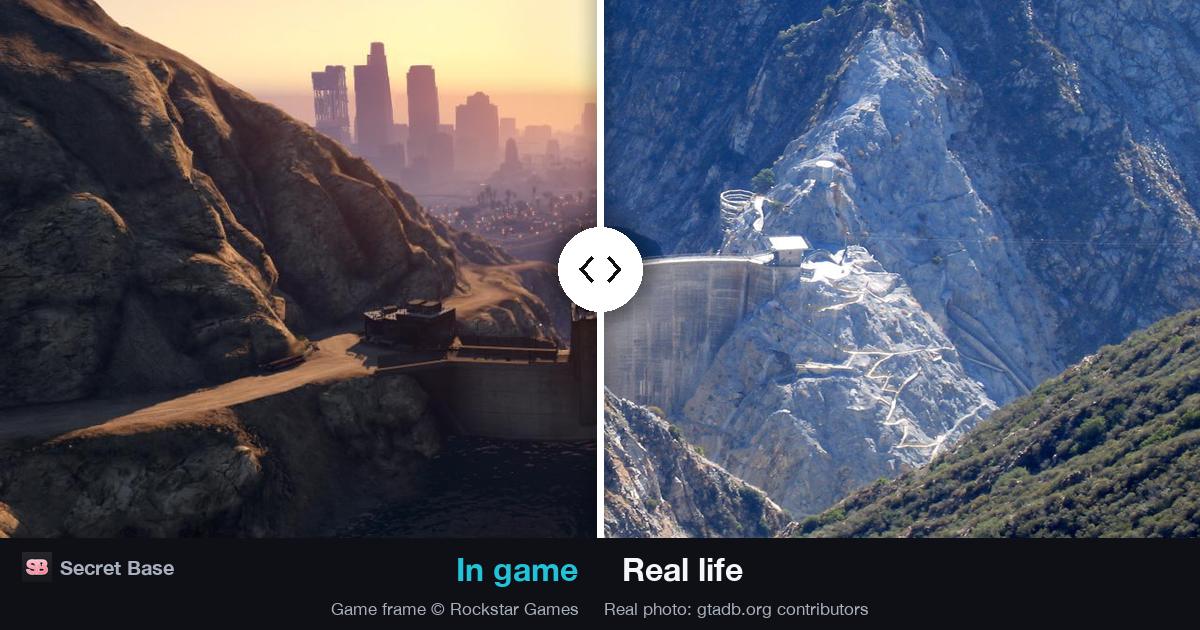 SB Secret Base
In game
Real life
Game frame © Rockstar Games
Real photo: gtadb.org contributors